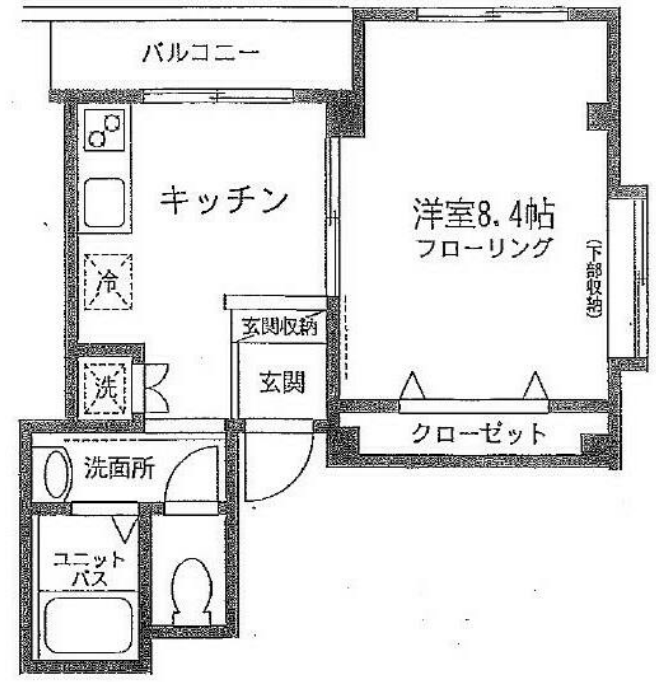 バルコニー
キッチン
洋室8.4帖
フローリング
(下部収納)
冷
玄関収納
玄関
洗
クローゼット
洗面所
ユニット
バス